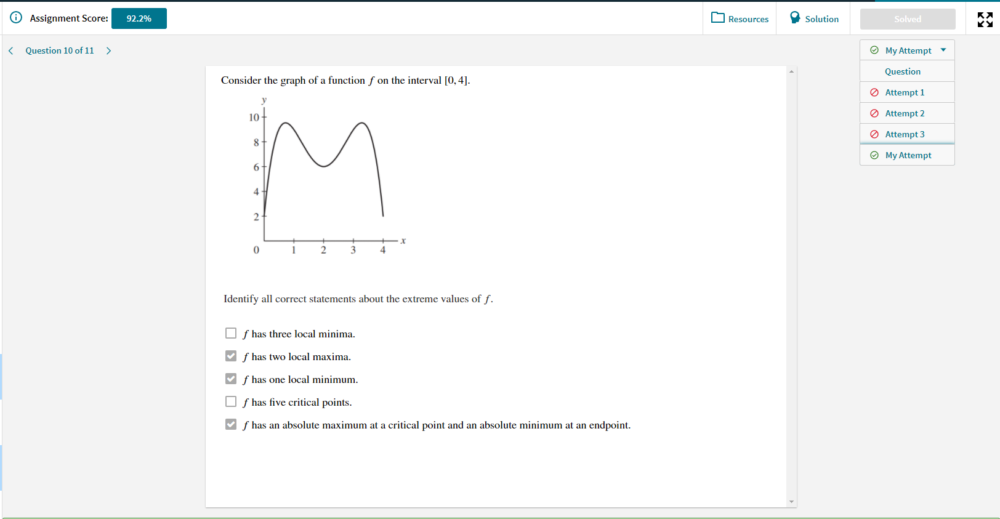 Assignment Score: 92.2% Resources Solution Solved
Question 10 of 11
My Attempt
Question
Attempt 1
Attempt 2
Attempt 3
My Attempt
Consider the graph of a function f on the interval [0, 4].
y
10
8
6
4
2
x
0 1 2 3 4
Identify all correct statements about the extreme values of f.
f has three local minima.
f has two local maxima.
f has one local minimum.
f has five critical points.
f has an absolute maximum at a critical point and an absolute minimum at an endpoint.